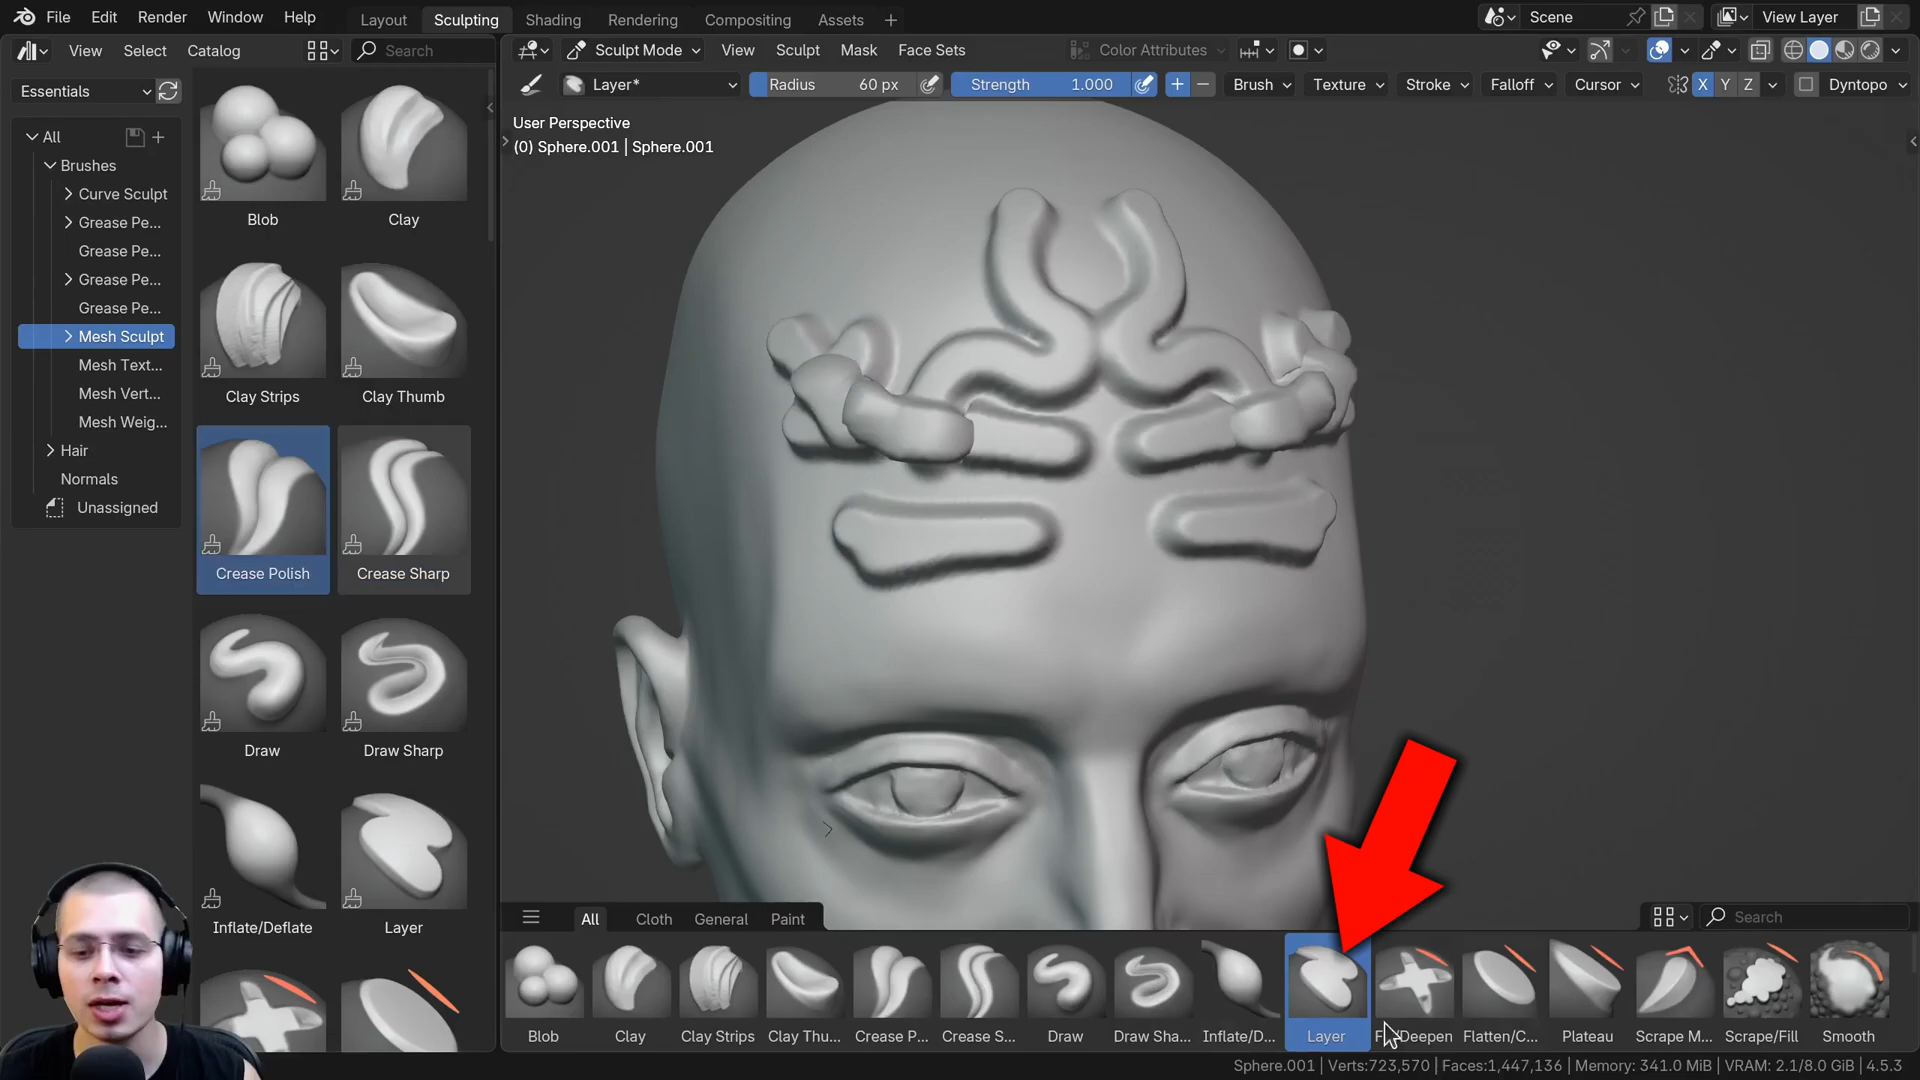 File Edit Render Window Help Layout Sculpting Shading Rendering Compositing Assets + Scene View Layer
View Select Catalog Search Sculpt Mode View Sculpt Mask Face Sets Color Attributes
Essentials Layer* Radius 60 px Strength 1.000 + − Brush Texture Stroke Falloff Cursor X Y Z Dyntopo
User Perspective
(0) Sphere.001 | Sphere.001
All
Brushes
Curve Sculpt
Grease Pe...
Grease Pe...
Grease Pe...
Grease Pe...
Mesh Sculpt
Mesh Text...
Mesh Vert...
Mesh Weig...
Hair
Normals
Unassigned
Blob Clay
Clay Strips Clay Thumb
Crease Polish Crease Sharp
Draw Draw Sharp
Inflate/Deflate Layer
All Cloth General Paint Search
Blob Clay Clay Strips Clay Thu... Crease P... Crease S... Draw Draw Sha... Inflate/D... Layer Deepen Flatten/C... Plateau Scrape M... Scrape/Fill Smooth
Sphere.001 | Verts:723,570 | Faces:1,447,136 | Memory: 341.0 MiB | VRAM: 2.1/8.0 GiB | 4.5.3